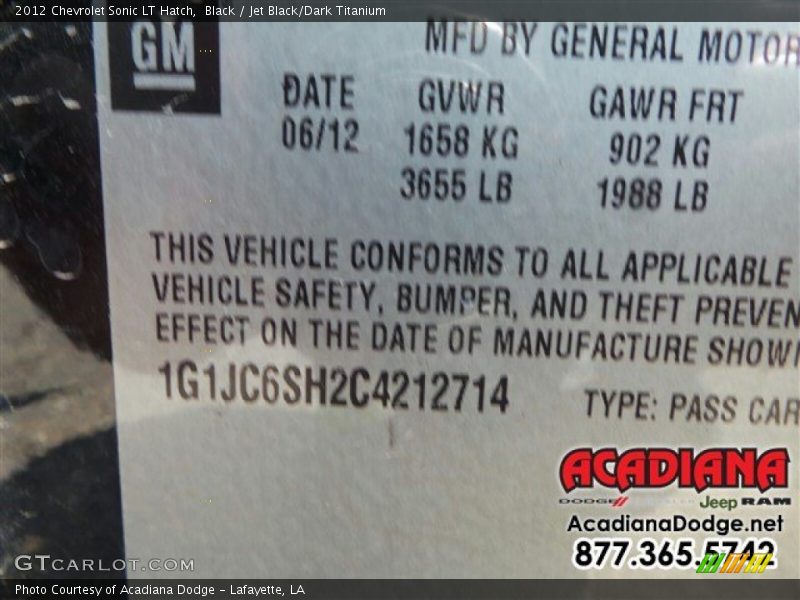 2012 Chevrolet Sonic LT Hatch, Black / Jet Black/Dark Titanium
GM
MFD BY GENERAL MOTOR
DATE GVWR GAWR FRT
06/12 1658 KG 902 KG
3655 LB 1988 LB
THIS VEHICLE CONFORMS TO ALL APPLICABLE
VEHICLE SAFETY, BUMPER, AND THEFT PREVEN
EFFECT ON THE DATE OF MANUFACTURE SHOW
1G1JC6SH2C4212714 TYPE: PASS CAR
ACADIANA
DODGE Jeep RAM
AcadianaDodge.net
877.365.5742
GTCARLOT.COM
Photo Courtesy of Acadiana Dodge - Lafayette, LA